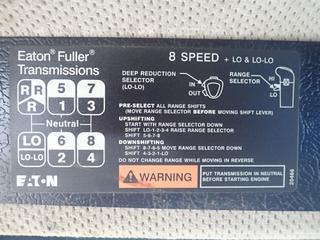 Eaton® Fuller®
Transmissions
8 SPEED + LO & LO-LO
DEEP REDUCTION
SELECTOR
(LO-LO)
IN
OUT
RANGE
SELECTOR
HI
LO
R R 5 7
R 1 3
Neutral
LO 6 8
LO-LO 2 4
PRE-SELECT ALL RANGE SHIFTS
(MOVE RANGE SELECTOR BEFORE MOVING SHIFT LEVER)
UPSHIFTING
START WITH RANGE SELECTOR DOWN
SHIFT LO-1-2-3-4 RAISE RANGE SELECTOR
SHIFT 5-6-7-8
DOWNSHIFTING
SHIFT 8-7-6-5 MOVE RANGE SELECTOR DOWN
SHIFT 4-3-2-1-LO
DO NOT CHANGE RANGE WHILE MOVING IN REVERSE
EATON
WARNING
PUT TRANSMISSION IN NEUTRAL
BEFORE STARTING ENGINE